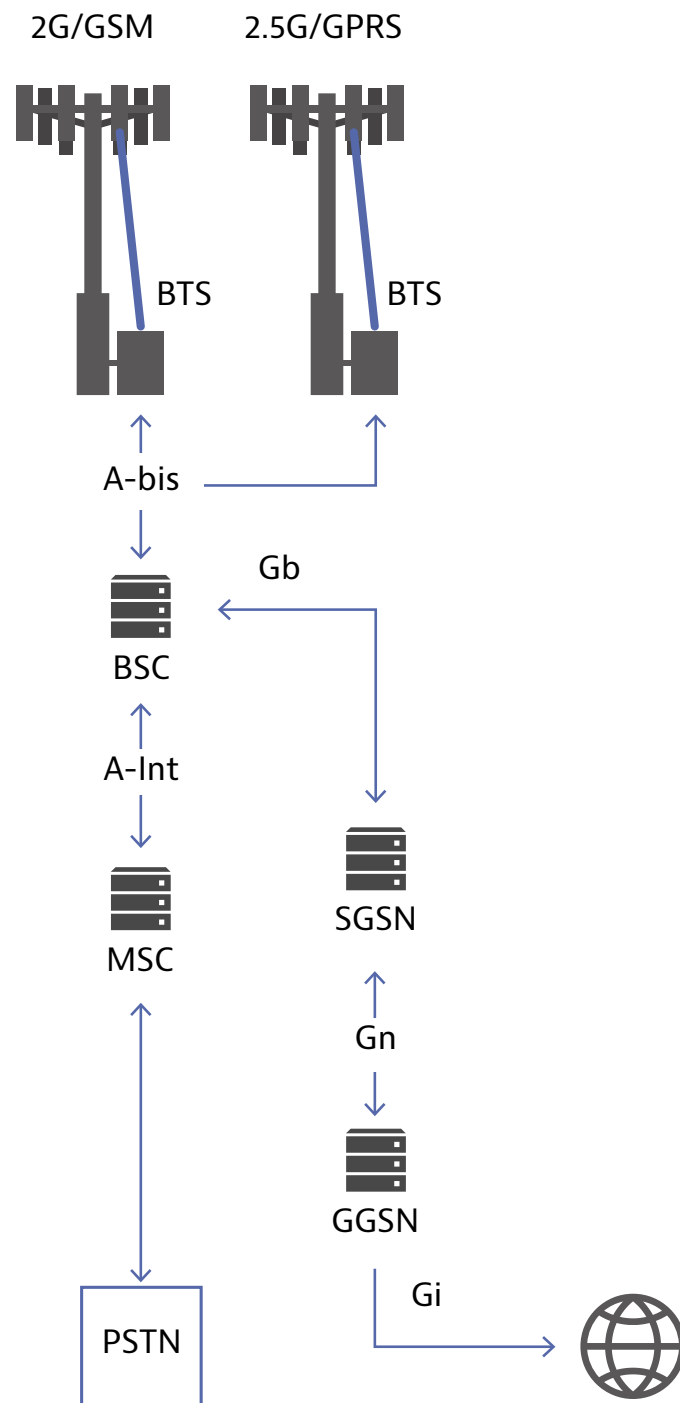 2G/GSM
2.5G/GPRS
BTS
BTS
A-bis
Gb
BSC
A-Int
SGSN
MSC
Gn
GGSN
Gi
PSTN